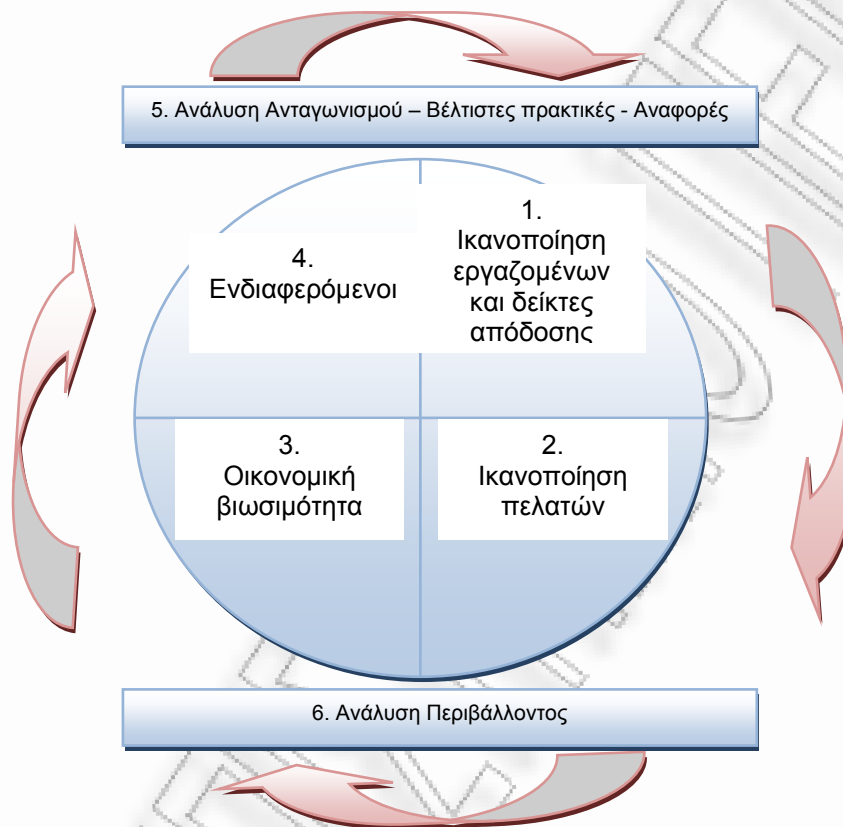 5. Ανάλυση Ανταγωνισμού – Βέλτιστες πρακτικές - Αναφορές
1.
Ικανοποίηση
εργαζομένων
και δείκτες
απόδοσης
4.
Ενδιαφερόμενοι
3.
Οικονομική
βιωσιμότητα
2.
Ικανοποίηση
πελατών
6. Ανάλυση Περιβάλλοντος